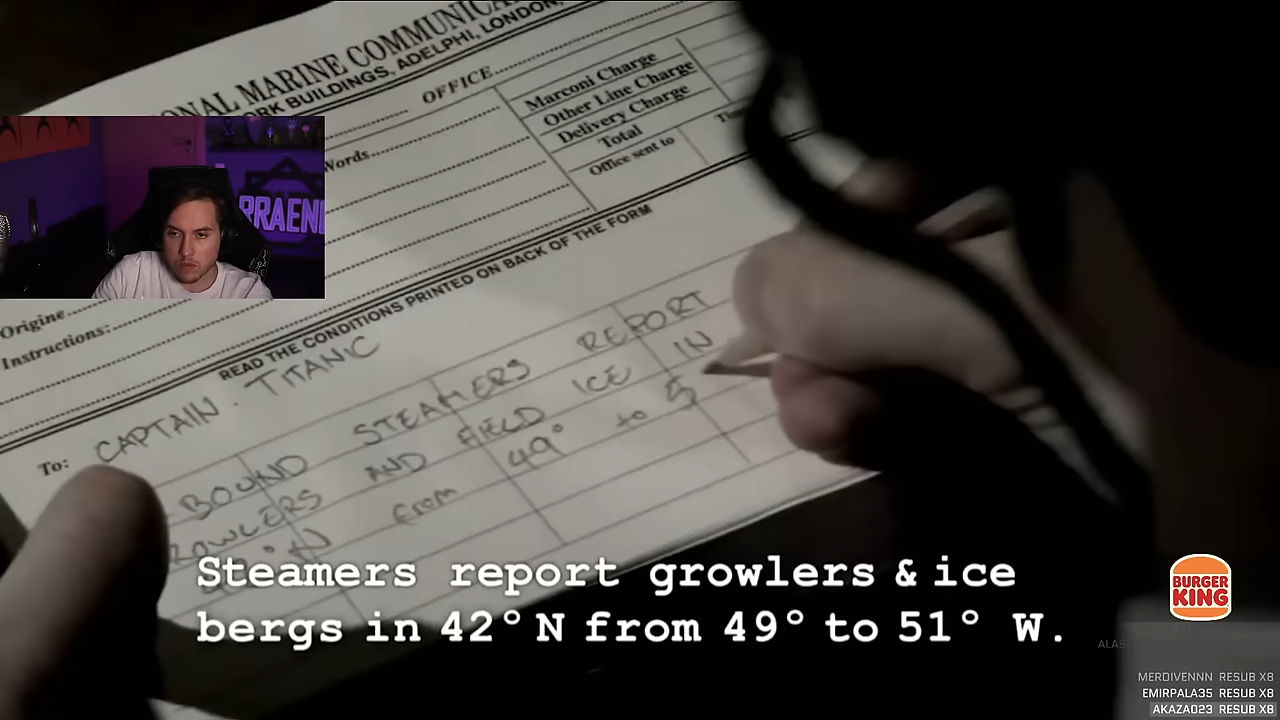 ONAL MARINE COMMUNICA
ORK BUILDINGS, ADELPHI, LONDON,
OFFICE
Words
Marconi Charge
Other Line Charge
Delivery Charge
Total
Office sent to
Origine
Instructions:
READ THE CONDITIONS PRINTED ON BACK OF THE FORM
To: CAPTAIN. TITANIC
BOUND STEAMERS REPORT
ROWLERS AND FIELD ICE IN
N from 49° to 5
Steamers report growlers & ice
bergs in 42° N from 49° to 51° W.
BURGER
KING
MERDIVENNN RESUB X8
EMIRPALA35 RESUB X8
AKAZA023 RESUB X8